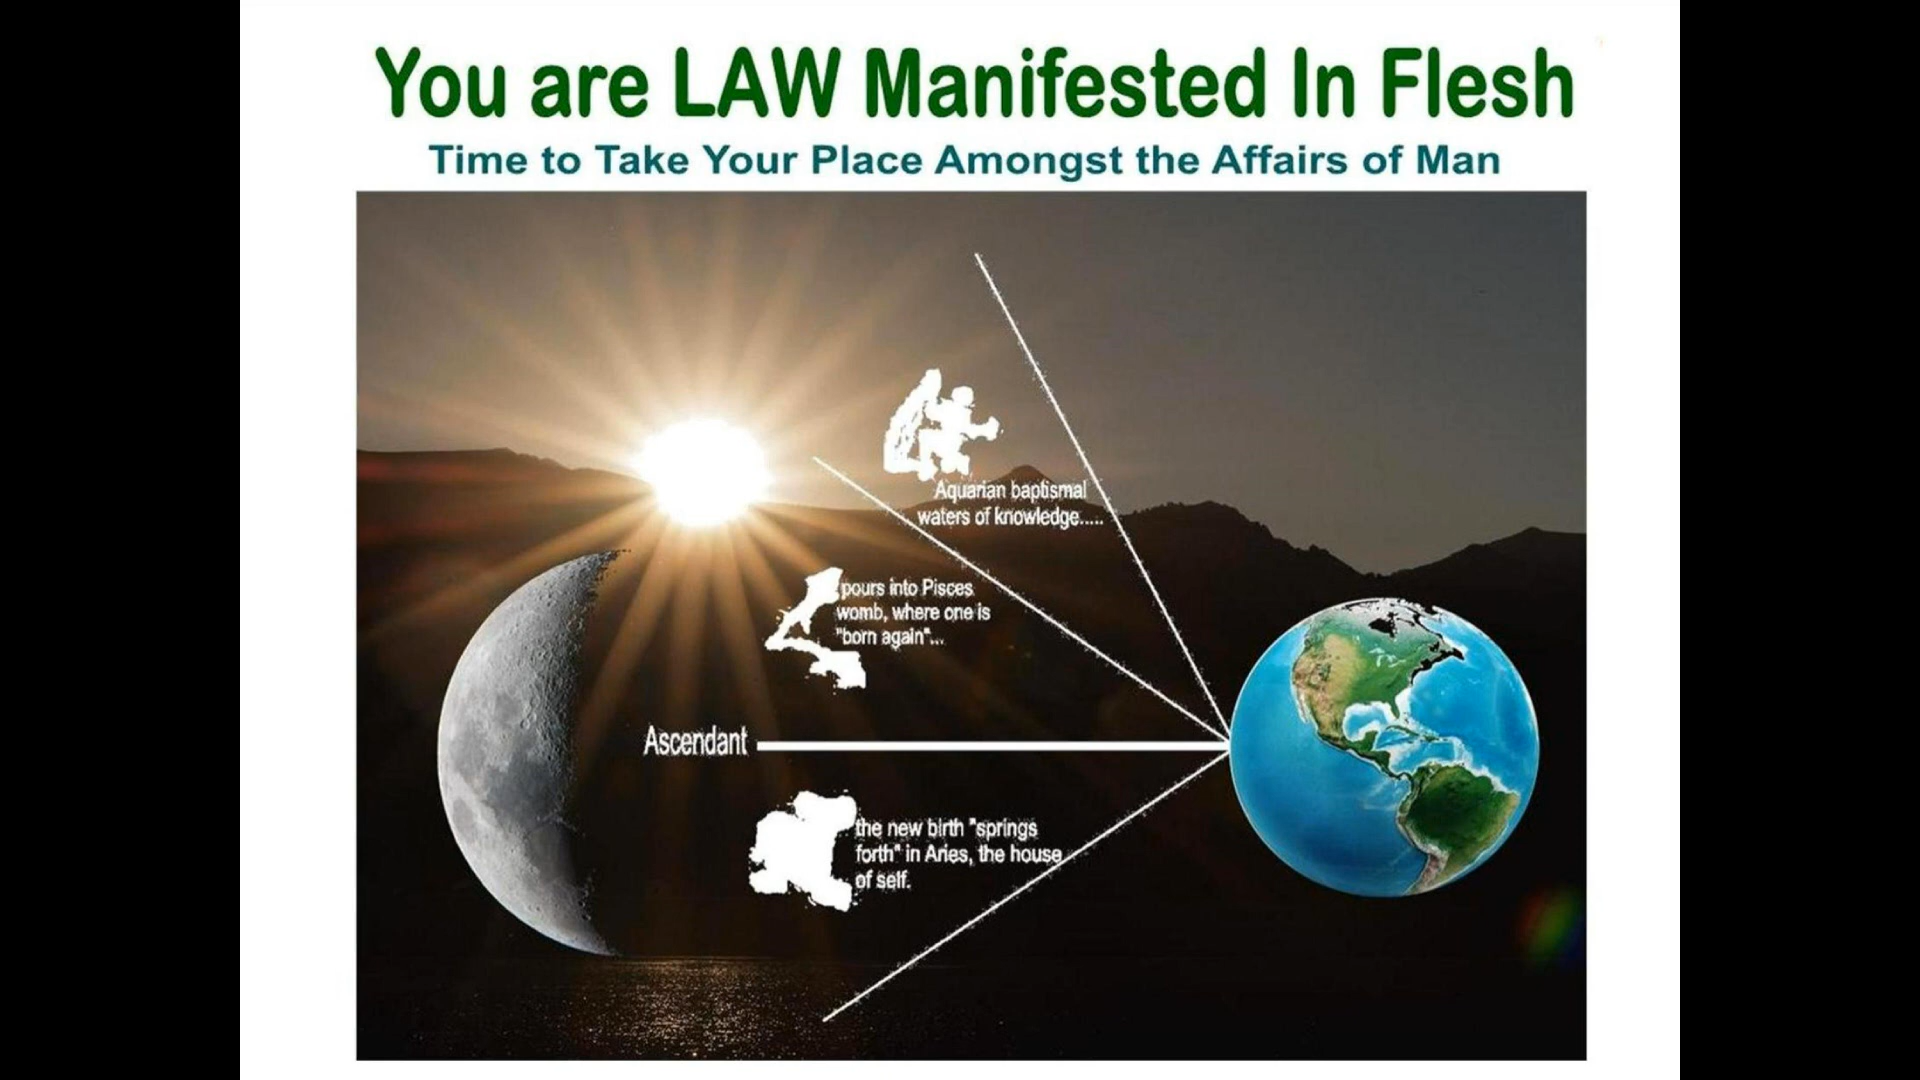 You are LAW Manifested In Flesh
Time to Take Your Place Amongst the Affairs of Man
Aquarian baptismal
waters of knowledge.....
pours into Pisces
womb, where one is
"born again"...
Ascendant
the new birth "springs
forth" in Aries, the house
of self.